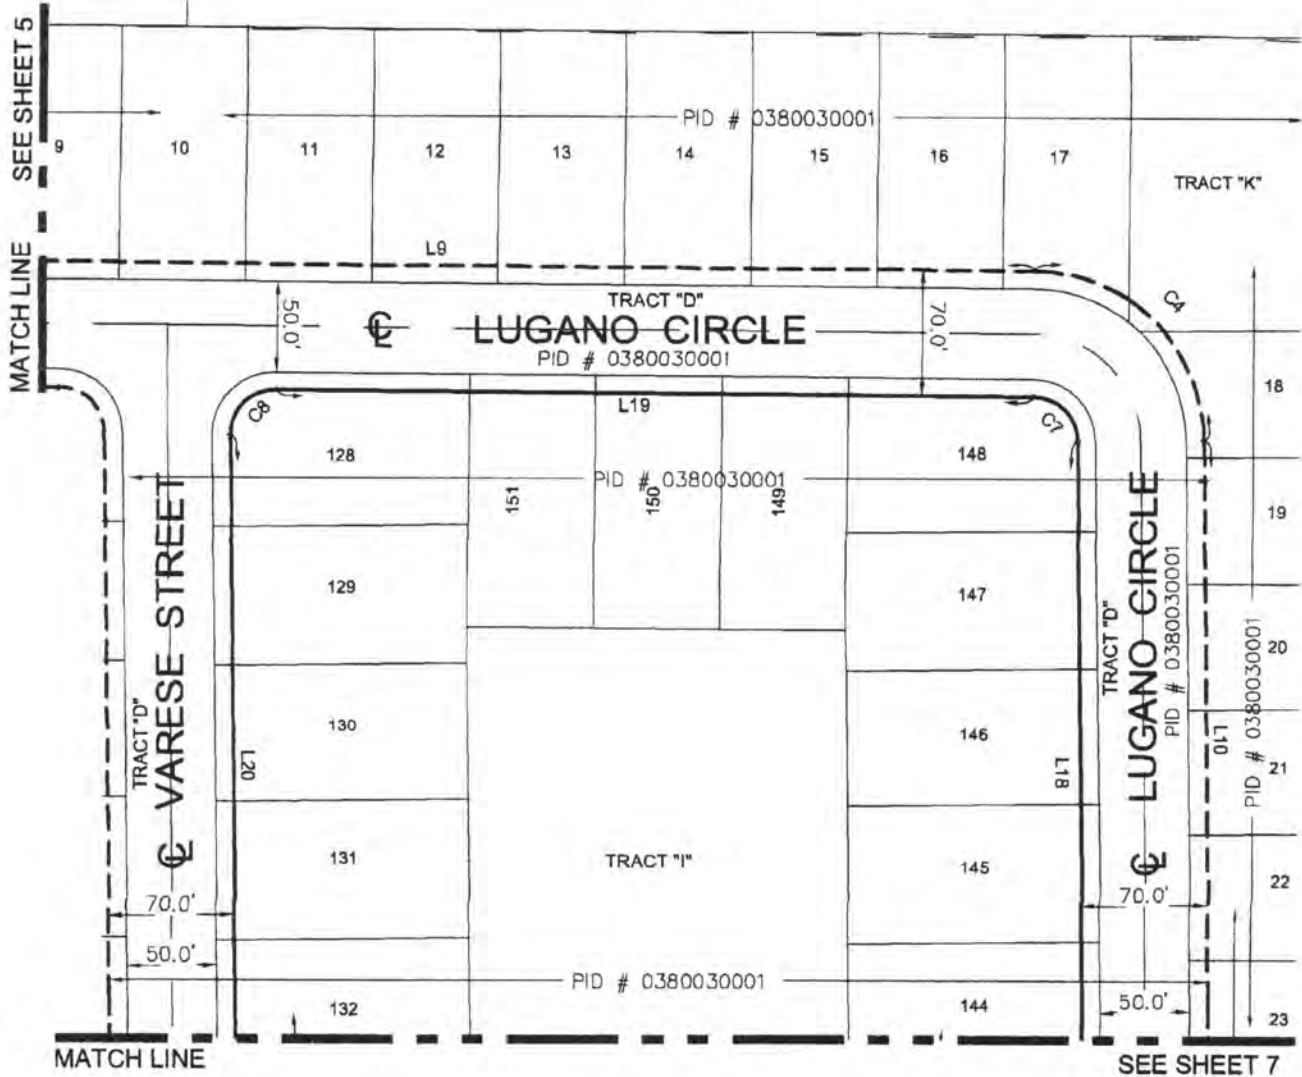 MATCH LINE SEE SHEET 5
PID # 0380030001
9 10 11 12 13 14 15 16 17
TRACT "K"
L9
C4
TRACT "D"
50.0'
70.0'
℄ LUGANO CIRCLE
PID # 0380030001
L19
C8
C7
18
128
148
PID # 0380030001
151
150
149
19
129
147
℄ LUGANO CIRCLE
TRACT "D"
PID # 0380030001
20
PID # 0380030001
℄ VARESE STREET
TRACT "D"
130
146
L20
L18
L10
21
131
TRACT "I"
145
22
70.0'
70.0'
50.0'
PID # 0380030001
50.0'
132
144
23
MATCH LINE
SEE SHEET 7